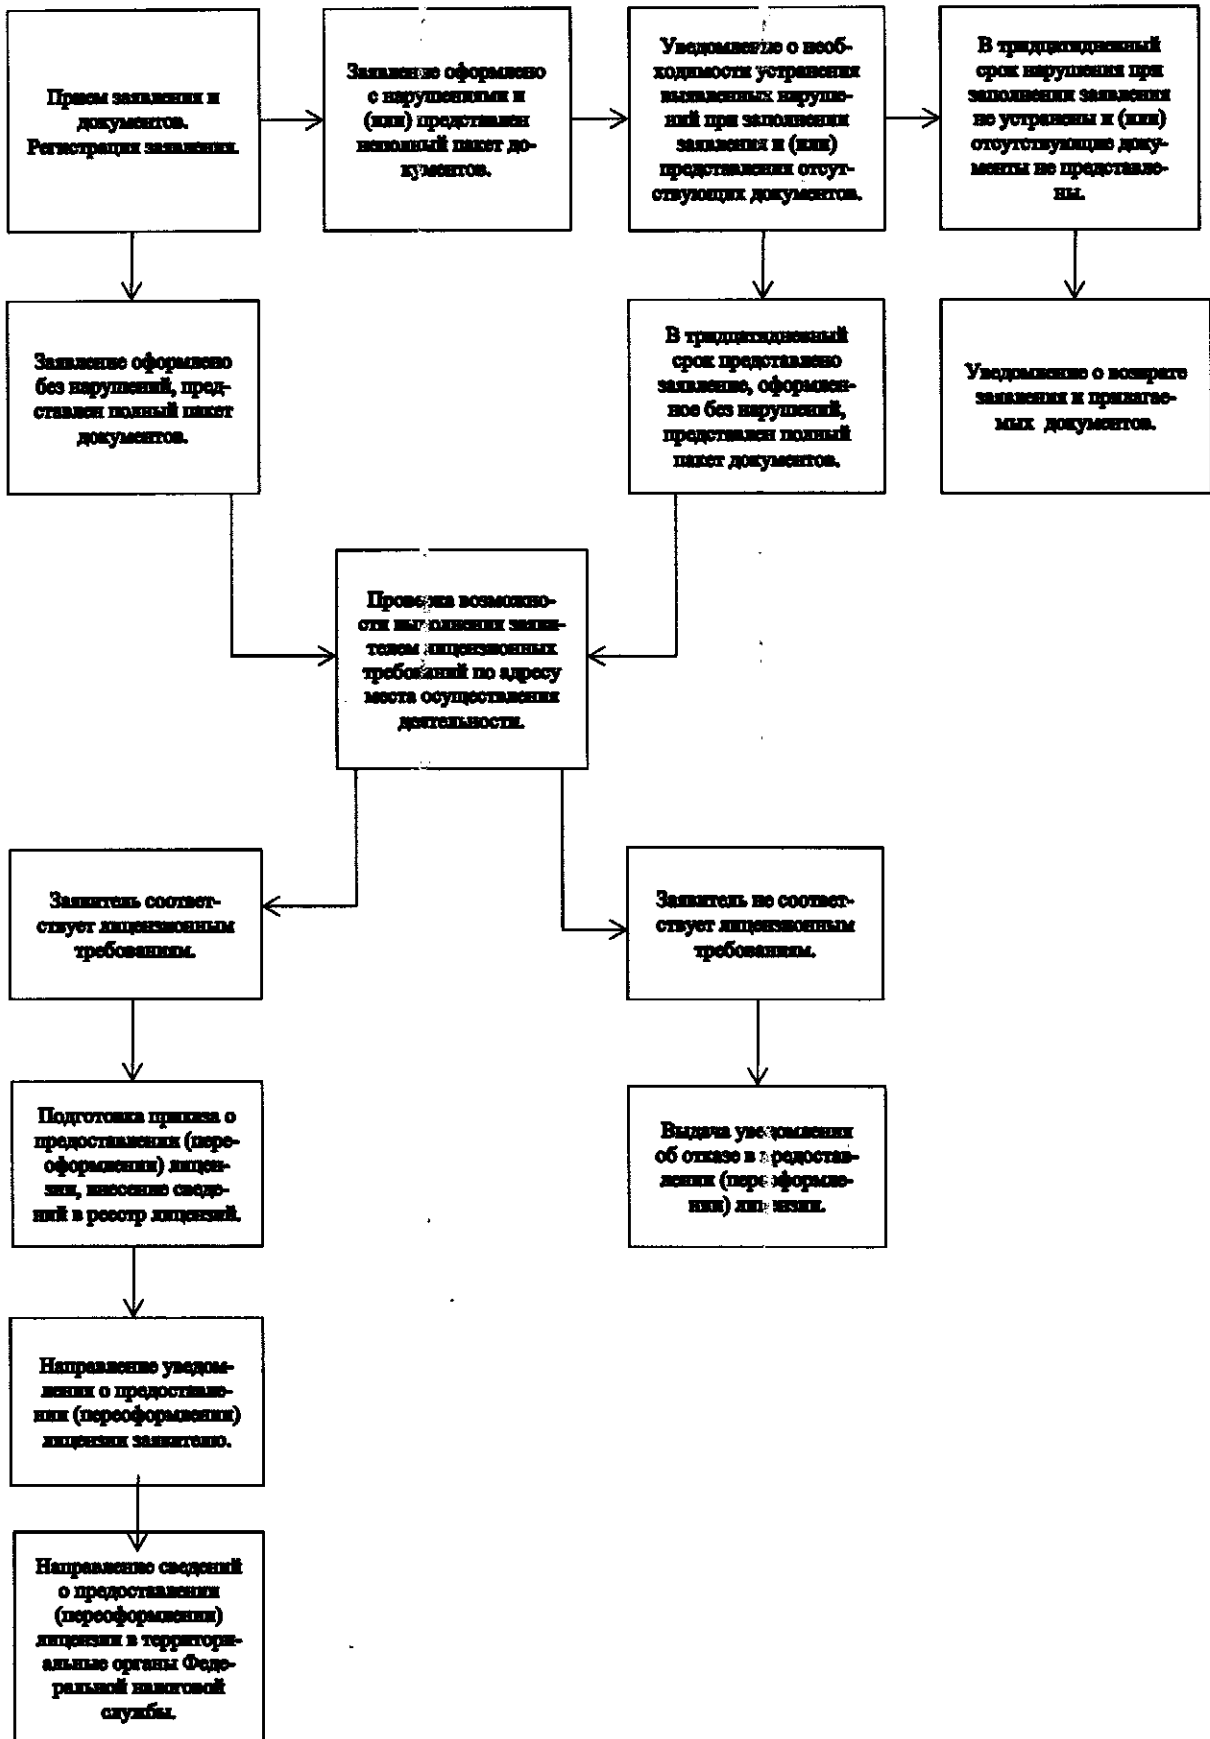 Прием заявления и
документов.
Регистрация заявления.
Заявление оформлено
с нарушениями и
(или) представлен
неполный пакет до-
кументов.
Уведомление о необ-
ходимости устранения
выявленных наруше-
ний при заполнении
заявления и (или)
представления отсут-
ствующих документов.
В тридцатидневный
срок нарушения при
заполнении заявления
не устранены и (или)
отсутствующие доку-
менты не представле-
ны.
Заявление оформлено
без нарушений, пред-
ставлен полный пакет
документов.
В тридцатидневный
срок представлено
заявление, оформлен-
ное без нарушений,
представлен полный
пакет документов.
Уведомление о возврате
заявления и прилагае-
мых документов.
Проверка возможно-
сти выполнения заяви-
телем лицензионных
требований по адресу
места осуществления
деятельности.
Заявитель соответ-
ствует лицензионным
требованиям.
Заявитель не соответ-
ствует лицензионным
требованиям.
Подготовка приказа о
предоставлении (пере-
оформлении) лицен-
зии, внесение сведе-
ний в реестр лицензий.
Выдача уведомления
об отказе в предостав-
лении (переоформле-
нии) лицензии.
Направление уведом-
ления о предоставле-
нии (переоформлении)
лицензии заявителю.
Направление сведений
о предоставлении
(переоформлении)
лицензии в территори-
альные органы Феде-
ральной налоговой
службы.